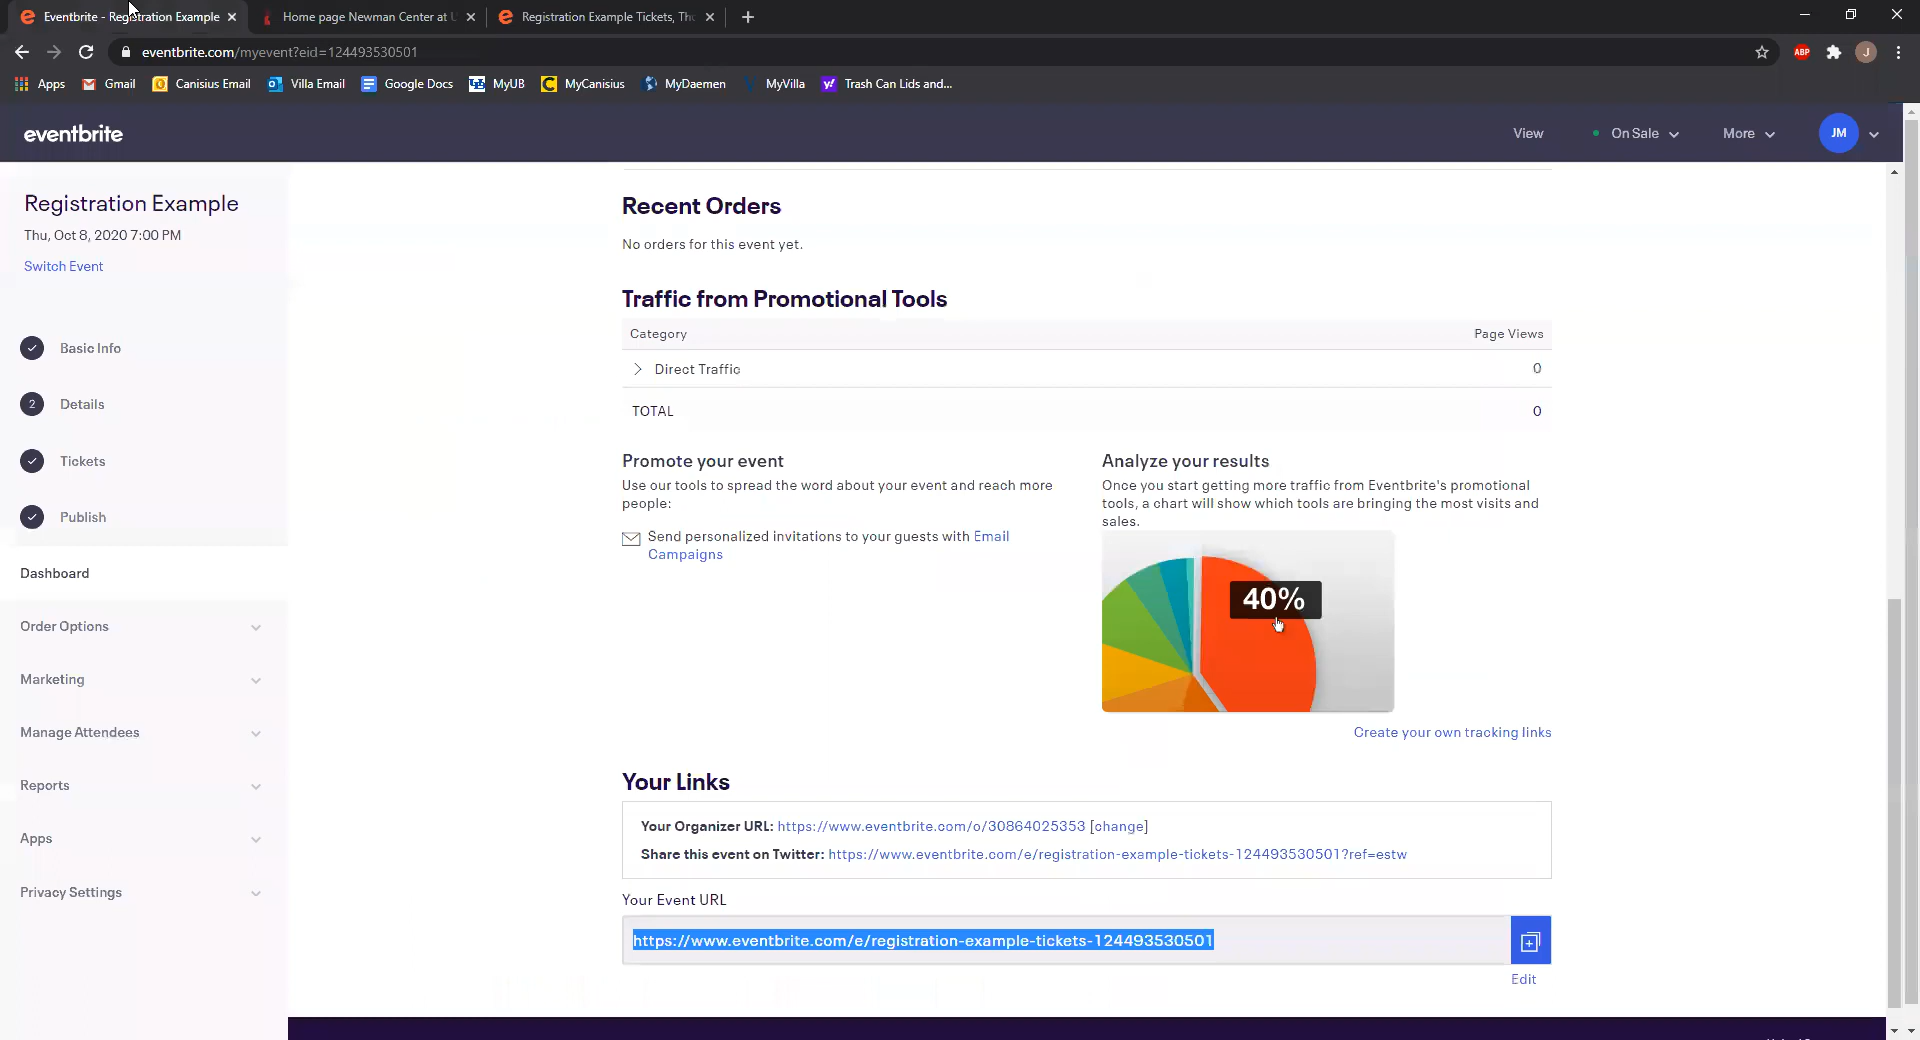 Eventbrite - Registration Example
Home page Newman Center at U
Registration Example Tickets, Th
eventbrite.com/myevent?eid=124493530501
ABP
J
Apps
Gmail
Canisius Email
Villa Email
Google Docs
MyUB
MyCanisius
MyDaemen
MyVilla
Trash Can Lids and...
eventbrite
View
On Sale
More
JM
Registration Example
Thu, Oct 8, 2020 7:00 PM
Switch Event
Basic Info
2 Details
Tickets
Publish
Dashboard
Order Options
Marketing
Manage Attendees
Reports
Apps
Privacy Settings
Recent Orders
No orders for this event yet.
Traffic from Promotional Tools
Category Page Views
Direct Traffic 0
TOTAL 0
Promote your event
Use our tools to spread the word about your event and reach more
people:
Send personalized invitations to your guests with Email
Campaigns
Analyze your results
Once you start getting more traffic from Eventbrite's promotional
tools, a chart will show which tools are bringing the most visits and
sales.
40%
Create your own tracking links
Your Links
Your Organizer URL: https://www.eventbrite.com/o/30864025353 [change]
Share this event on Twitter: https://www.eventbrite.com/e/registration-example-tickets-124493530501?ref=estw
Your Event URL
https://www.eventbrite.com/e/registration-example-tickets-124493530501
Edit